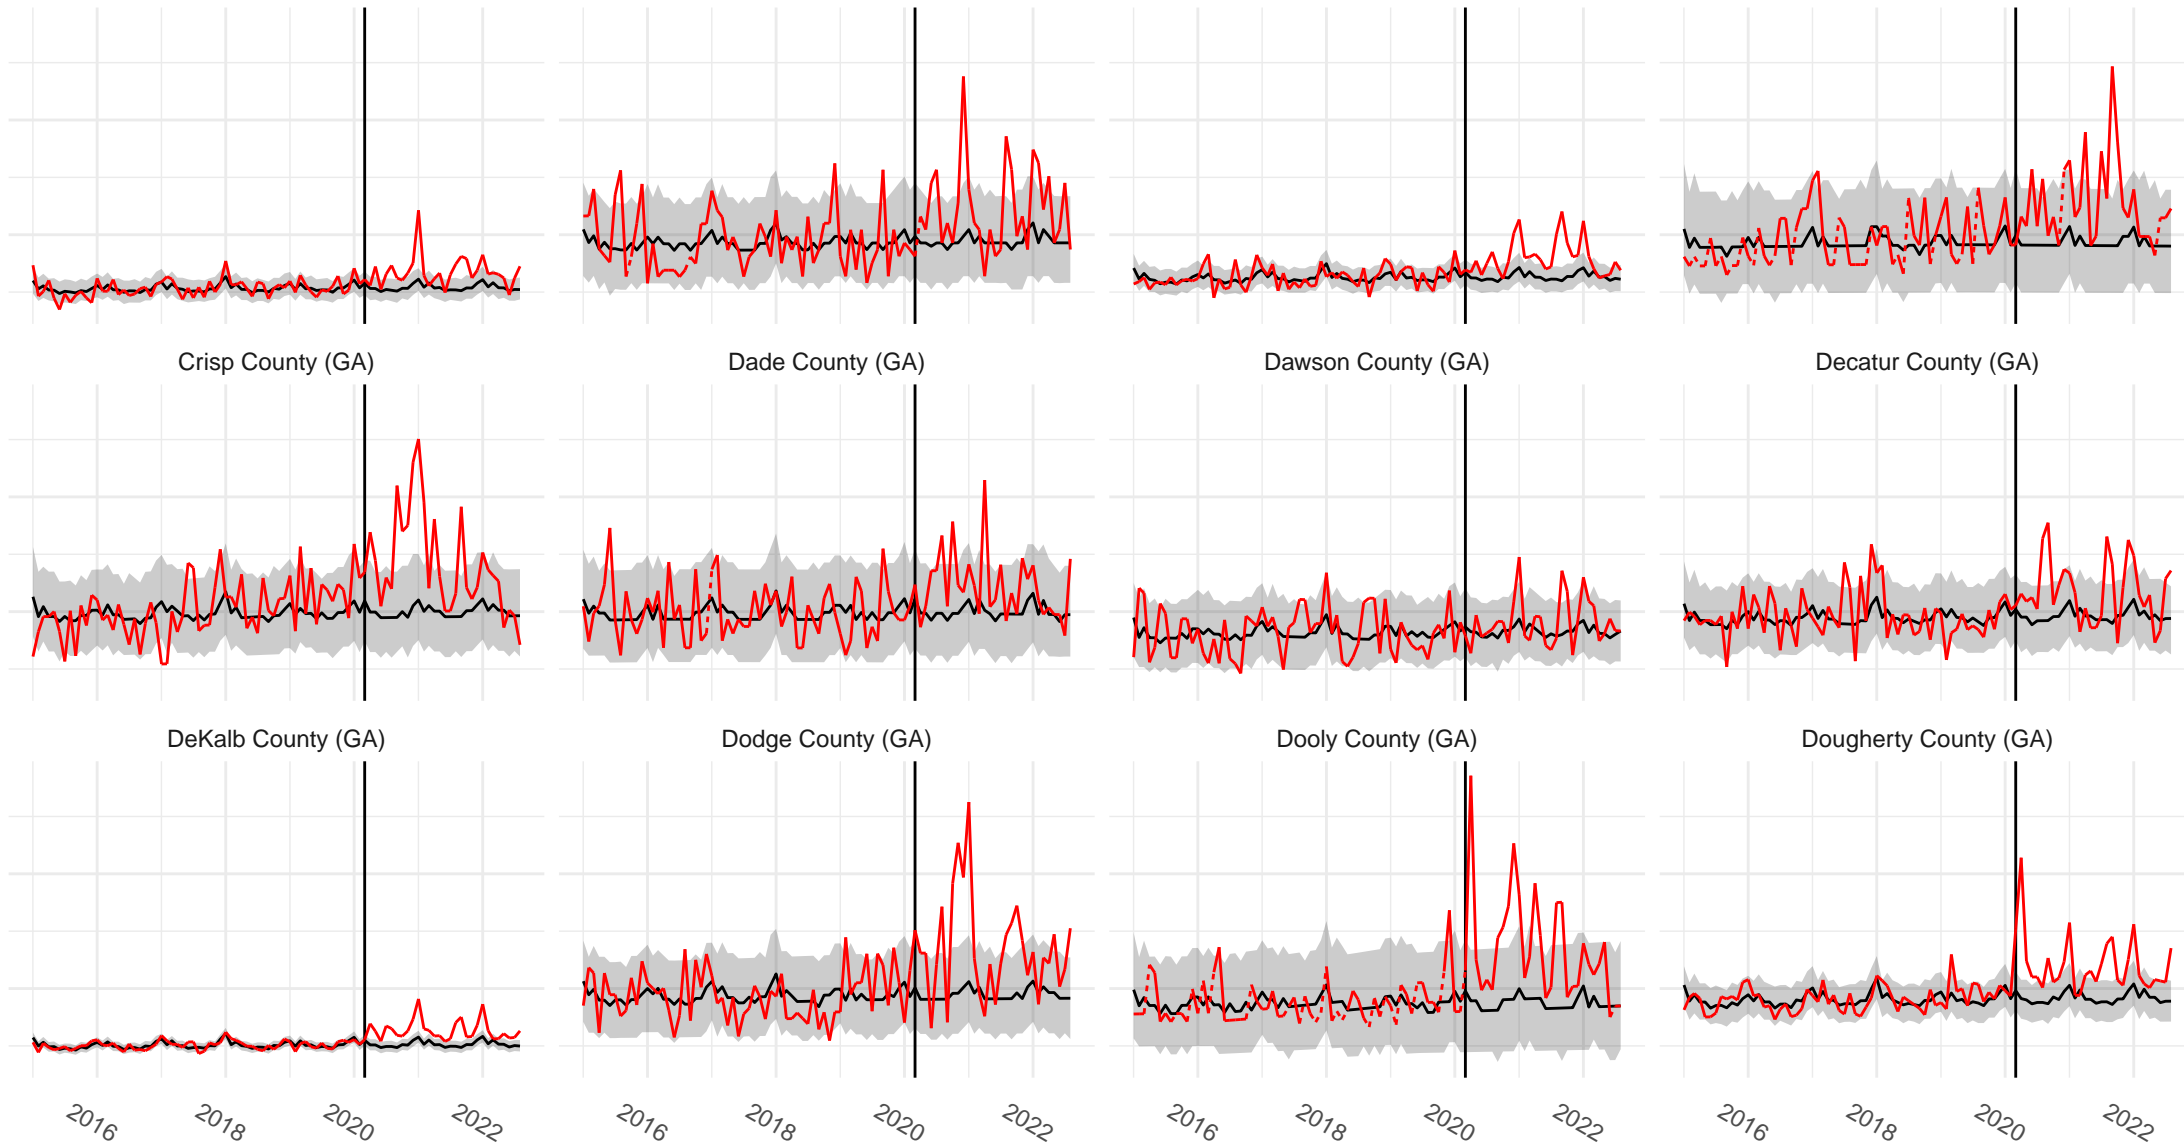 Crisp County (GA)
Dade County (GA)
Dawson County (GA)
Decatur County (GA)
DeKalb County (GA)
Dodge County (GA)
Dooly County (GA)
Dougherty County (GA)
2016 2018 2020 2022
2016 2018 2020 2022
2016 2018 2020 2022
2016 2018 2020 2022